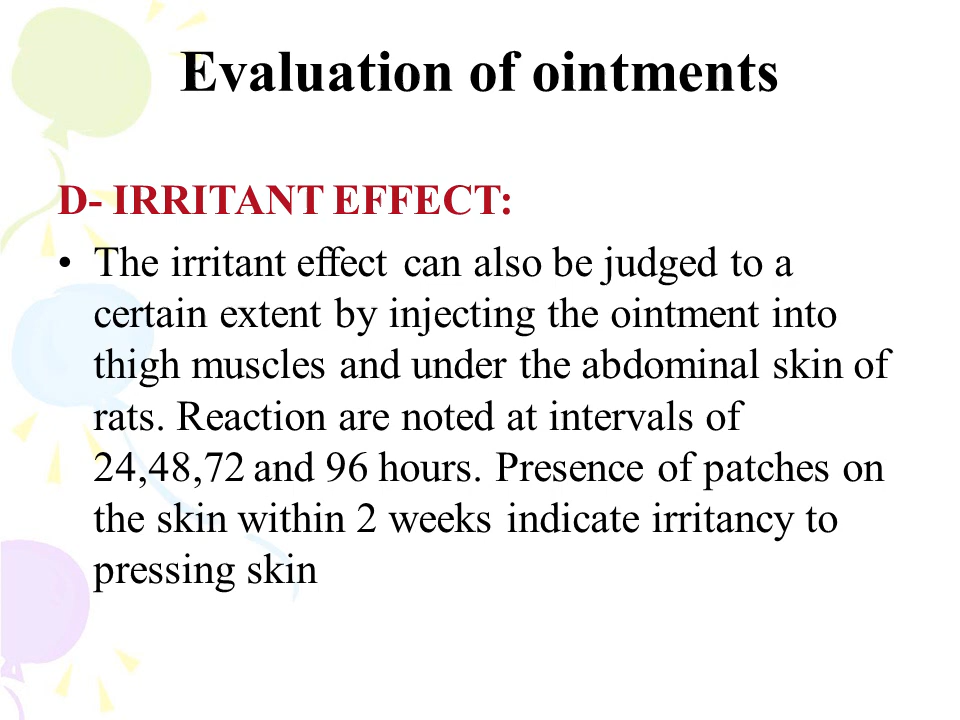 Evaluation of ointments
D- IRRITANT EFFECT:
• The irritant effect can also be judged to a
certain extent by injecting the ointment into
thigh muscles and under the abdominal skin of
rats. Reaction are noted at intervals of
24,48,72 and 96 hours. Presence of patches on
the skin within 2 weeks indicate irritancy to
pressing skin